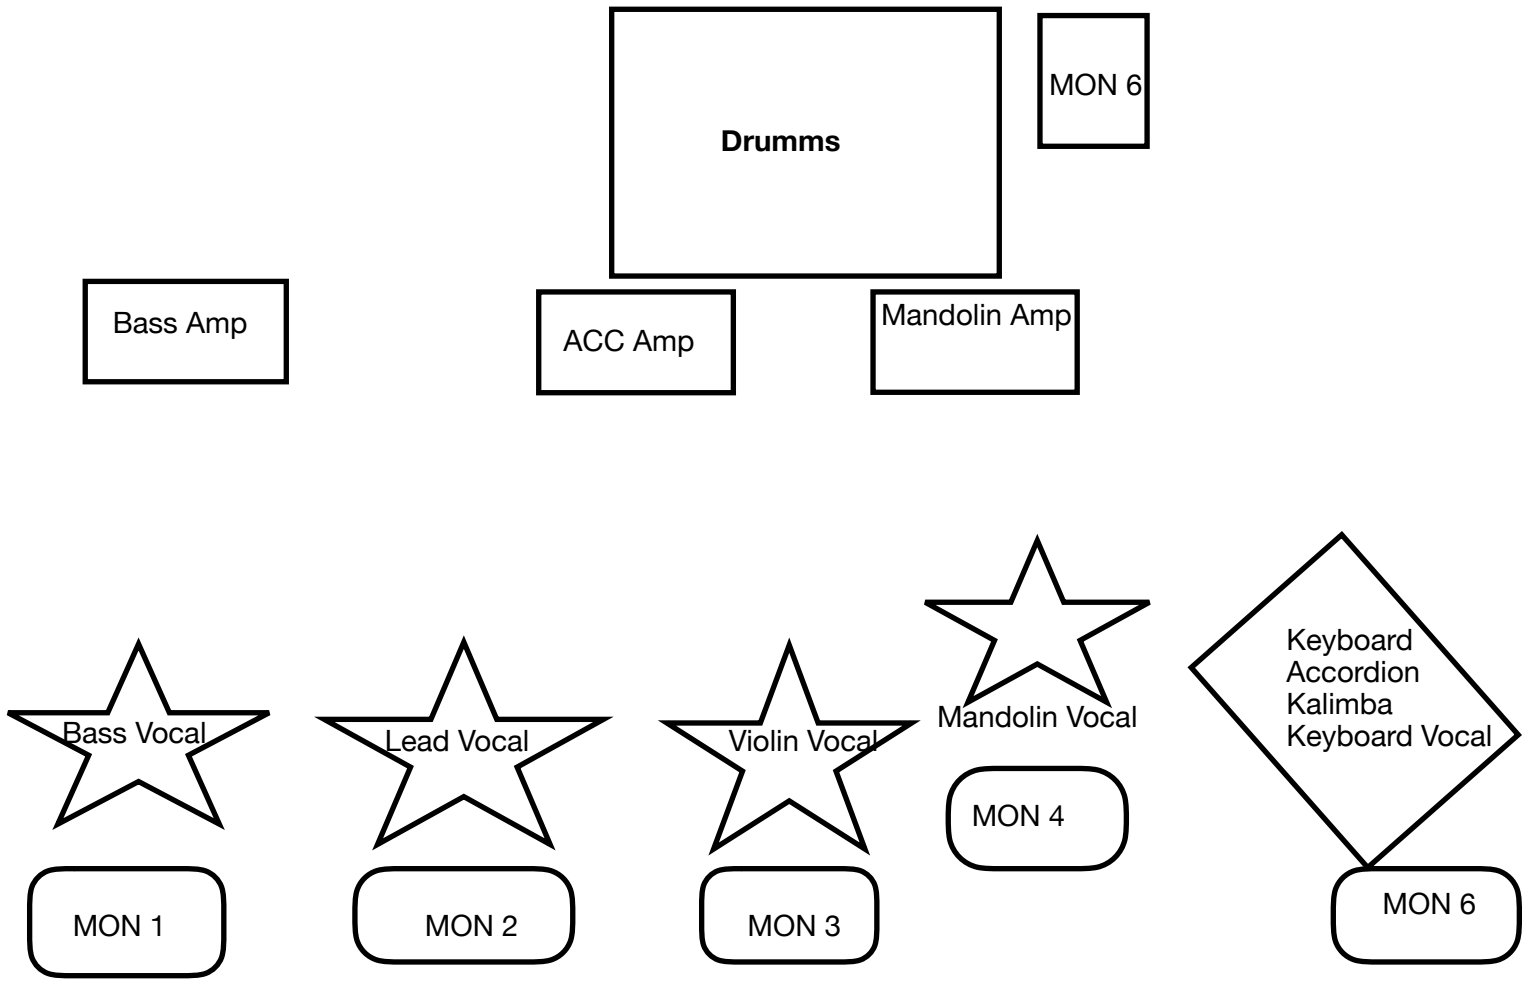 MON 6
Drumms
Bass Amp
ACC Amp
Mandolin Amp
Keyboard
Accordion
Kalimba
Keyboard Vocal
Bass Vocal
Lead Vocal
Violin Vocal
Mandolin Vocal
MON 4
MON 1
MON 2
MON 3
MON 6